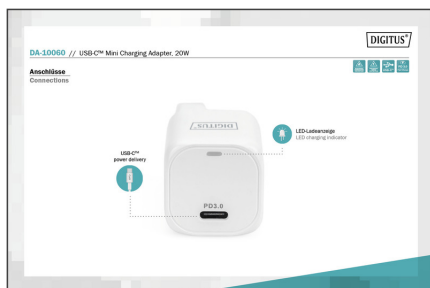 DIGITUS®
DA-10060 // USB-C™ Mini Charging Adapter, 20W
Anschlüsse
Connections
DIGITUS®
LED-Ladeanzeige
LED charging indicator
USB-C™
power delivery
PD3.0